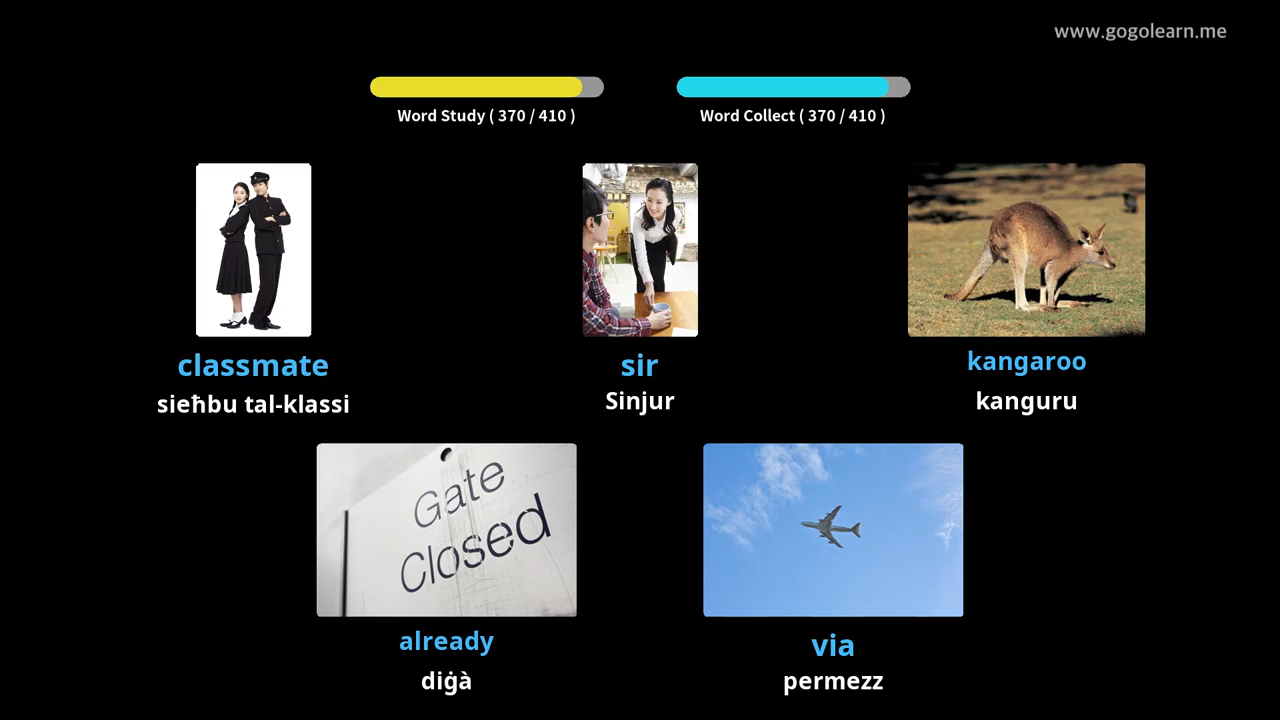 www.gogolearn.me
Word Study ( 370 / 410 )
Word Collect ( 370 / 410 )
classmate
sieħbu tal-klassi
sir
Sinjur
kangaroo
kanguru
Gate
Closed
already
diġà
via
permezz